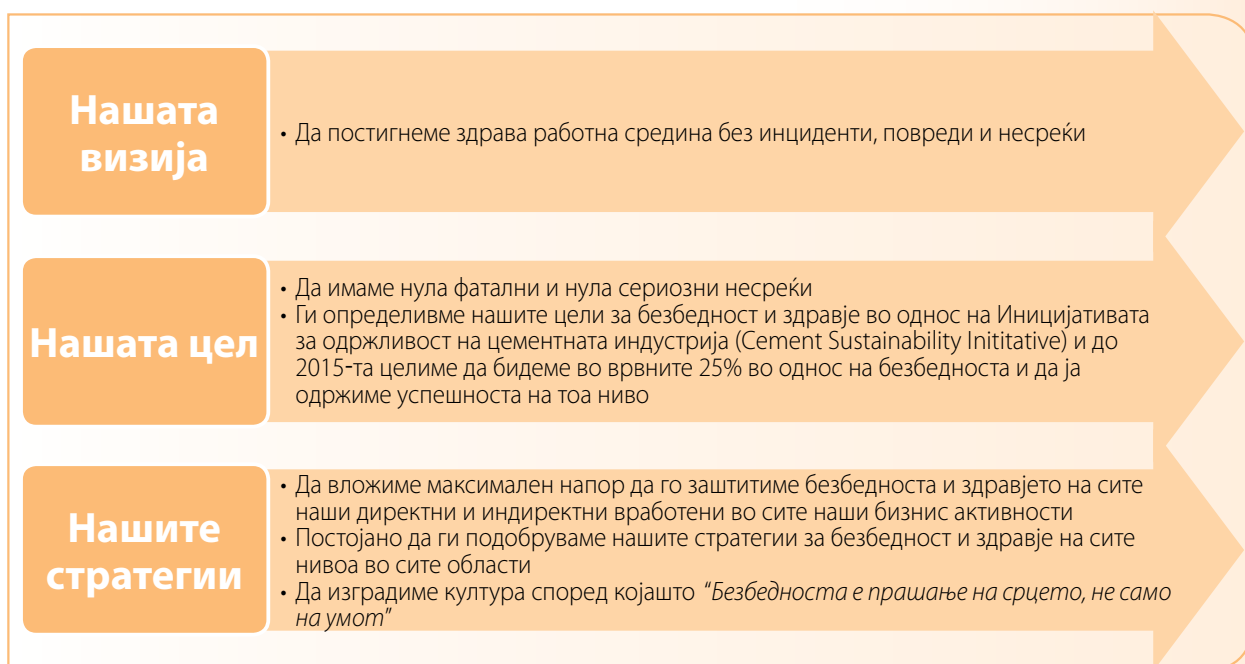 Нашата
визија
• Да постигнеме здрава работна средина без инциденти, повреди и несреќи
Нашата цел
• Да имаме нула фатални и нула сериозни несреќи
• Ги определивме нашите цели за безбедност и здравје во однос на Иницијативата
за одржливост на цементната индустрија (Cement Sustainability Inititative) и до
2015-та целиме да бидеме во врвните 25% во однос на безбедноста и да ја
одржиме успешноста на тоа ниво
Нашите
стратегии
• Да вложиме максимален напор да го заштитиме безбедноста и здравјето на сите
наши директни и индиректни вработени во сите наши бизнис активности
• Постојано да ги подобруваме нашите стратегии за безбедност и здравје на сите
нивоа во сите области
• Да изградиме култура според којашто “Безбедноста е прашање на срцето, не само
на умот”